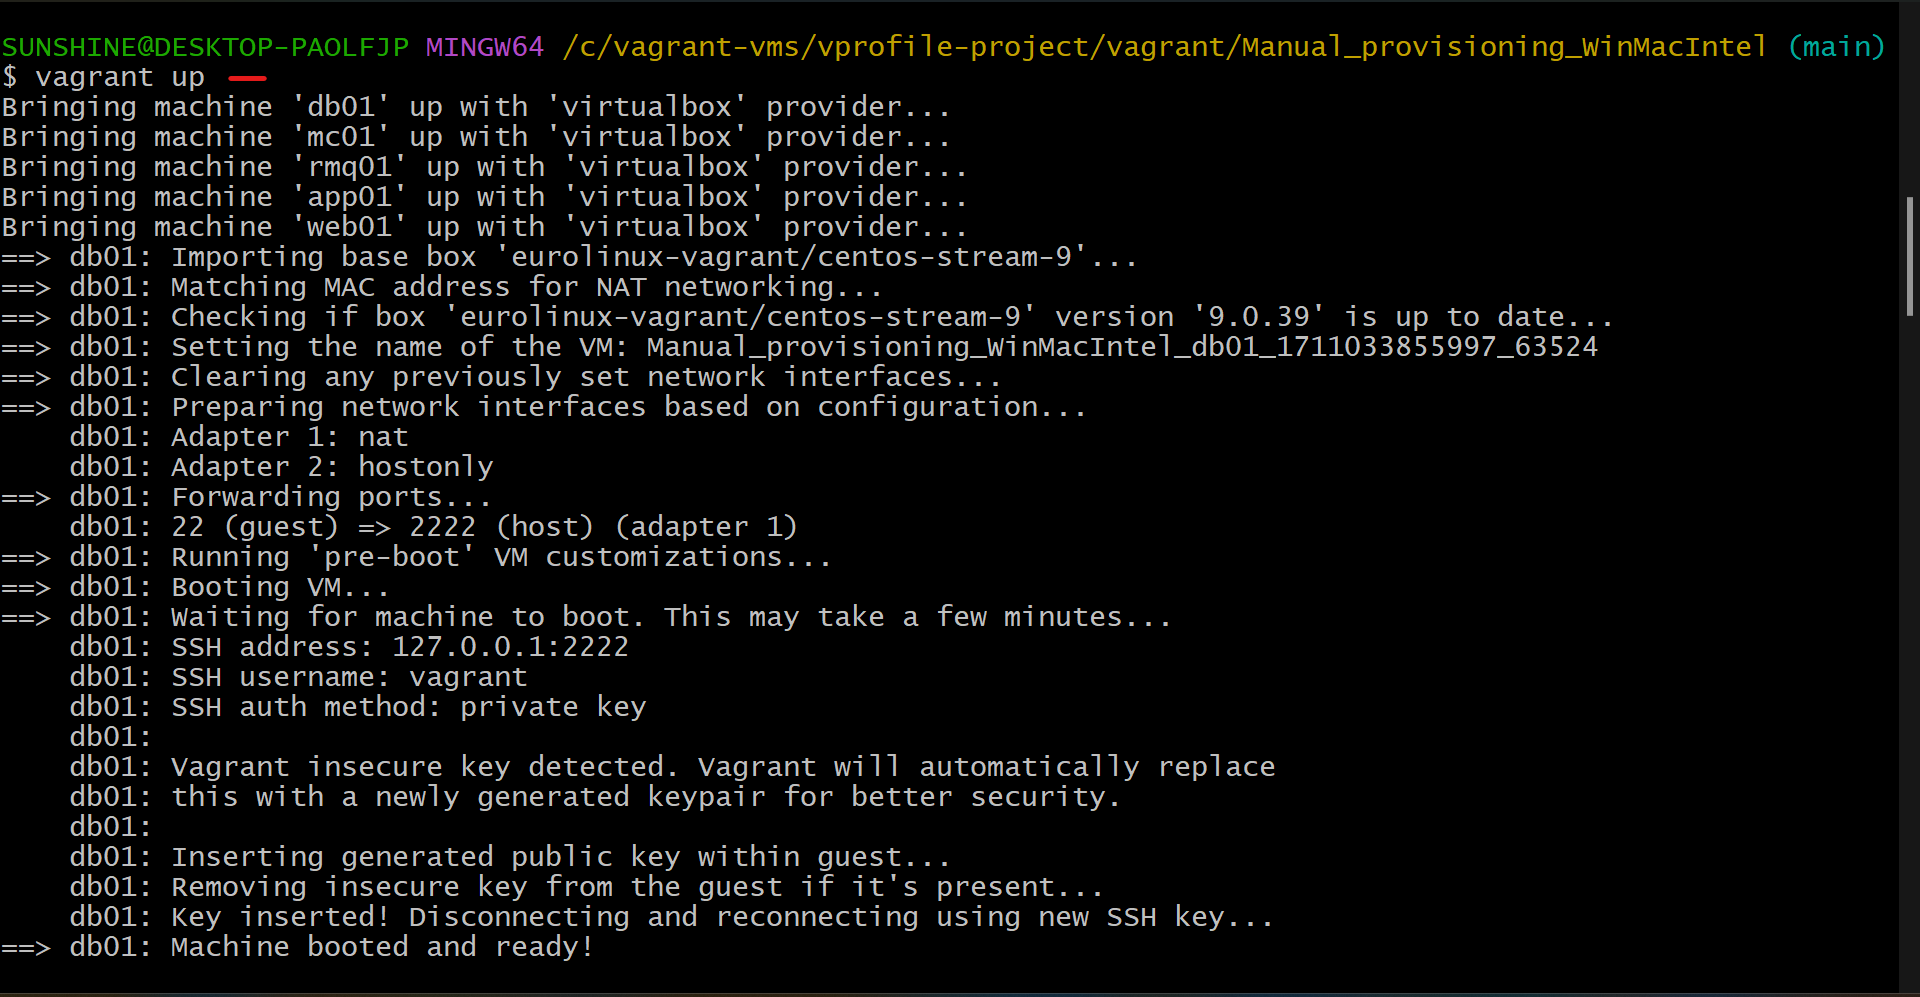 SUNSHINE@DESKTOP-PAOLFJP MINGW64 /c/vagrant-vms/vprofile-project/vagrant/Manual_provisioning_WinMacIntel (main)
$ vagrant up
Bringing machine 'db01' up with 'virtualbox' provider...
Bringing machine 'mc01' up with 'virtualbox' provider...
Bringing machine 'rmq01' up with 'virtualbox' provider...
Bringing machine 'app01' up with 'virtualbox' provider...
Bringing machine 'web01' up with 'virtualbox' provider...
==> db01: Importing base box 'eurolinux-vagrant/centos-stream-9'...
==> db01: Matching MAC address for NAT networking...
==> db01: Checking if box 'eurolinux-vagrant/centos-stream-9' version '9.0.39' is up to date...
==> db01: Setting the name of the VM: Manual_provisioning_WinMacIntel_db01_1711033855997_63524
==> db01: Clearing any previously set network interfaces...
==> db01: Preparing network interfaces based on configuration...
    db01: Adapter 1: nat
    db01: Adapter 2: hostonly
==> db01: Forwarding ports...
    db01: 22 (guest) => 2222 (host) (adapter 1)
==> db01: Running 'pre-boot' VM customizations...
==> db01: Booting VM...
==> db01: Waiting for machine to boot. This may take a few minutes...
    db01: SSH address: 127.0.0.1:2222
    db01: SSH username: vagrant
    db01: SSH auth method: private key
    db01:
    db01: Vagrant insecure key detected. Vagrant will automatically replace
    db01: this with a newly generated keypair for better security.
    db01:
    db01: Inserting generated public key within guest...
    db01: Removing insecure key from the guest if it's present...
    db01: Key inserted! Disconnecting and reconnecting using new SSH key...
==> db01: Machine booted and ready!